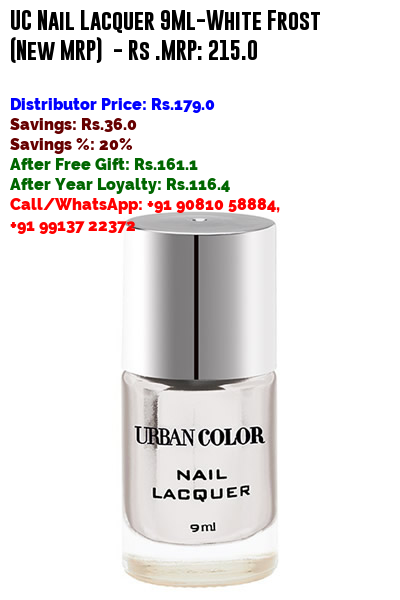 UC Nail Lacquer 9Ml-White Frost
(New MRP)  - Rs .MRP: 215.0
Distributor Price: Rs.179.0
Savings: Rs.36.0
Savings %: 20%
After Free Gift: Rs.161.1
After Year Loyalty: Rs.116.4
Call/WhatsApp: +91 90810 58884,
+91 99137 22372
URBAN COLOR
NAIL
LACQUER
9ml